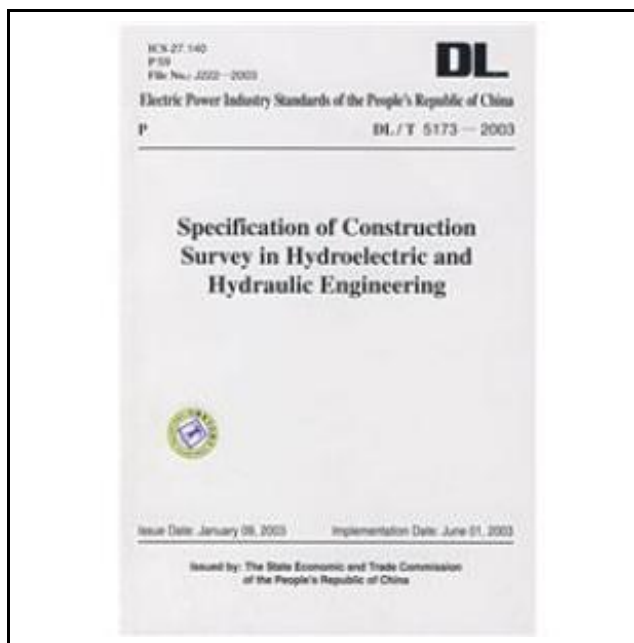 ICS 27.140
P 59
File No.: J222—2003
DL
Electric Power Industry Standards of the People's Republic of China
P
DL/T 5173—2003
Specification of Construction
Survey in Hydroelectric and
Hydraulic Engineering
Issue Date: January 09, 2003
Implementation Date: June 01, 2003
Issued by: The State Economic and Trade Commission
of the People's Republic of China